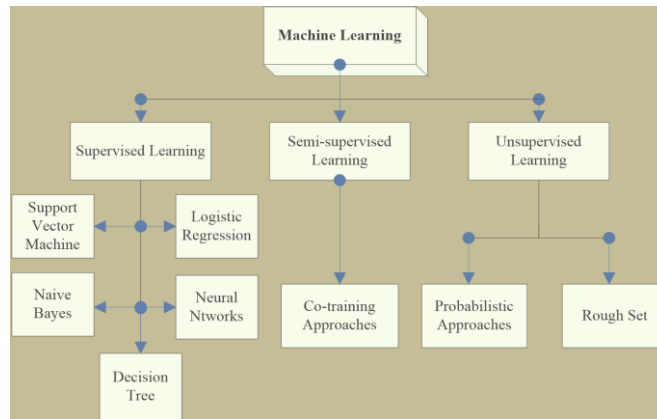 Machine Learning
Supervised Learning
Semi-supervised
Learning
Unsupervised
Learning
Support
Vector
Machine
Logistic
Regression
Naive
Bayes
Neural
Ntworks
Decision
Tree
Co-training
Approaches
Probabilistic
Approaches
Rough Set